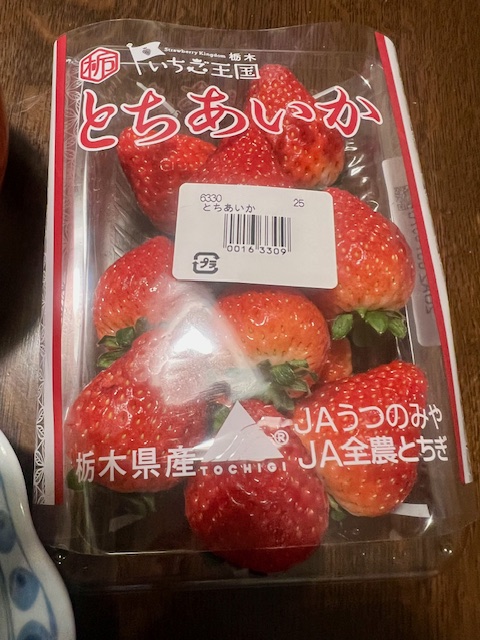 栃
Strawberry Kingdom 栃木
いちご王国
とちあいか
6330 25
とちあいか
0016 3309
プラ
JAうつのみや
栃木県産 TOCHIGI ® JA全農とちぎ